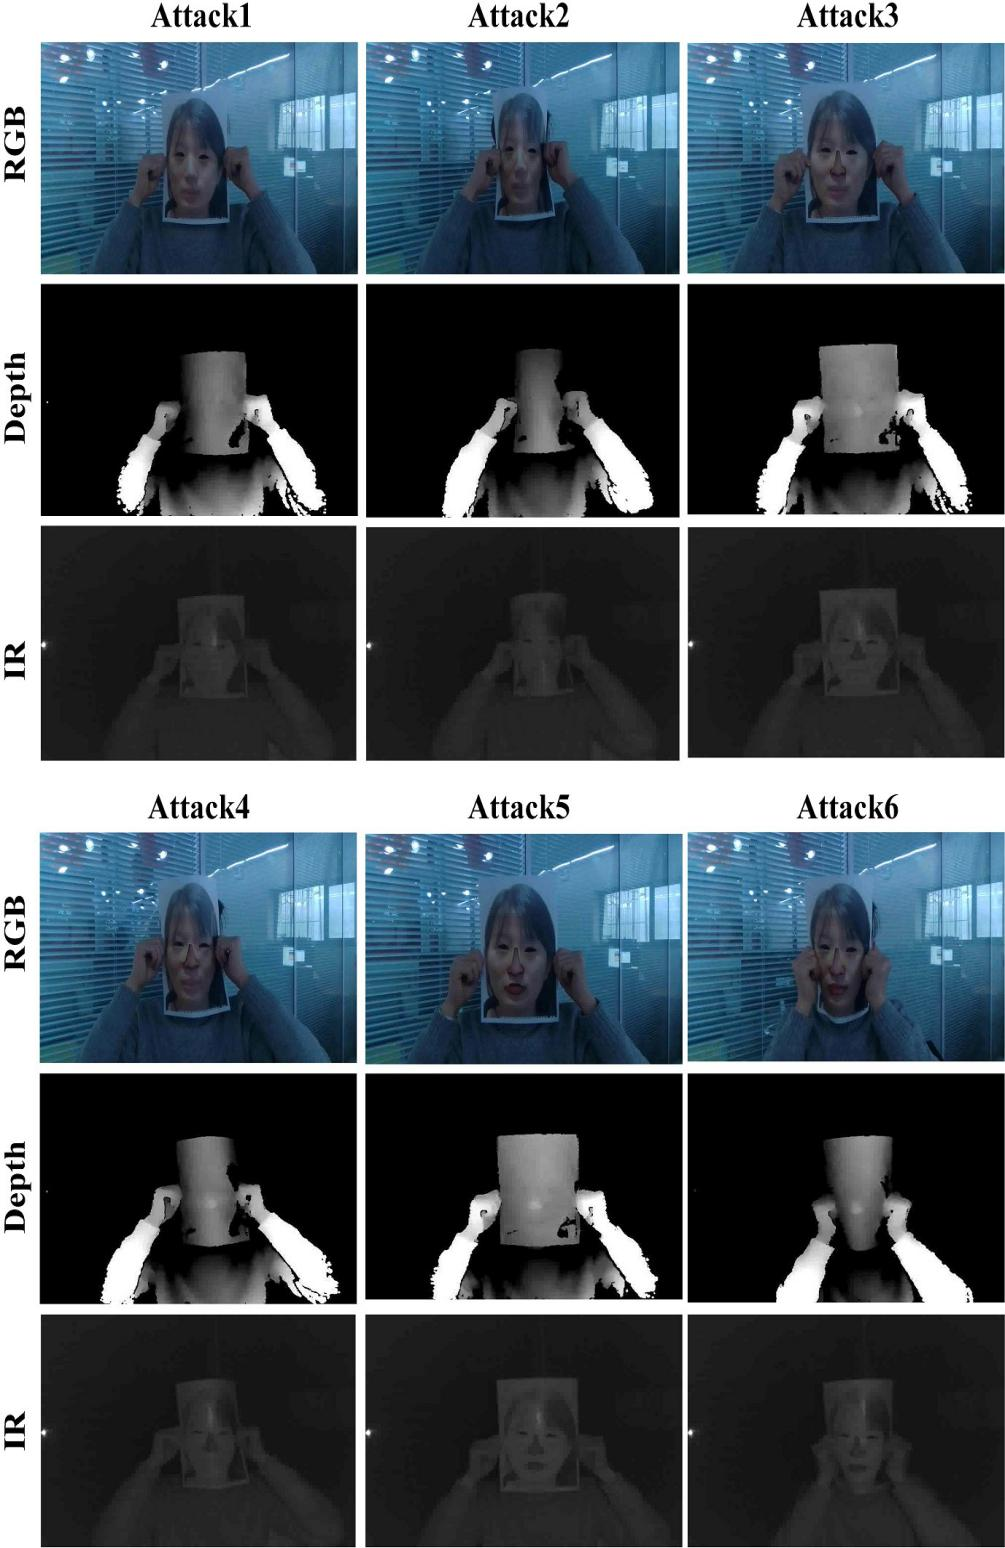 Attack1 Attack2 Attack3
RGB
Depth
IR
Attack4 Attack5 Attack6
RGB
Depth
IR